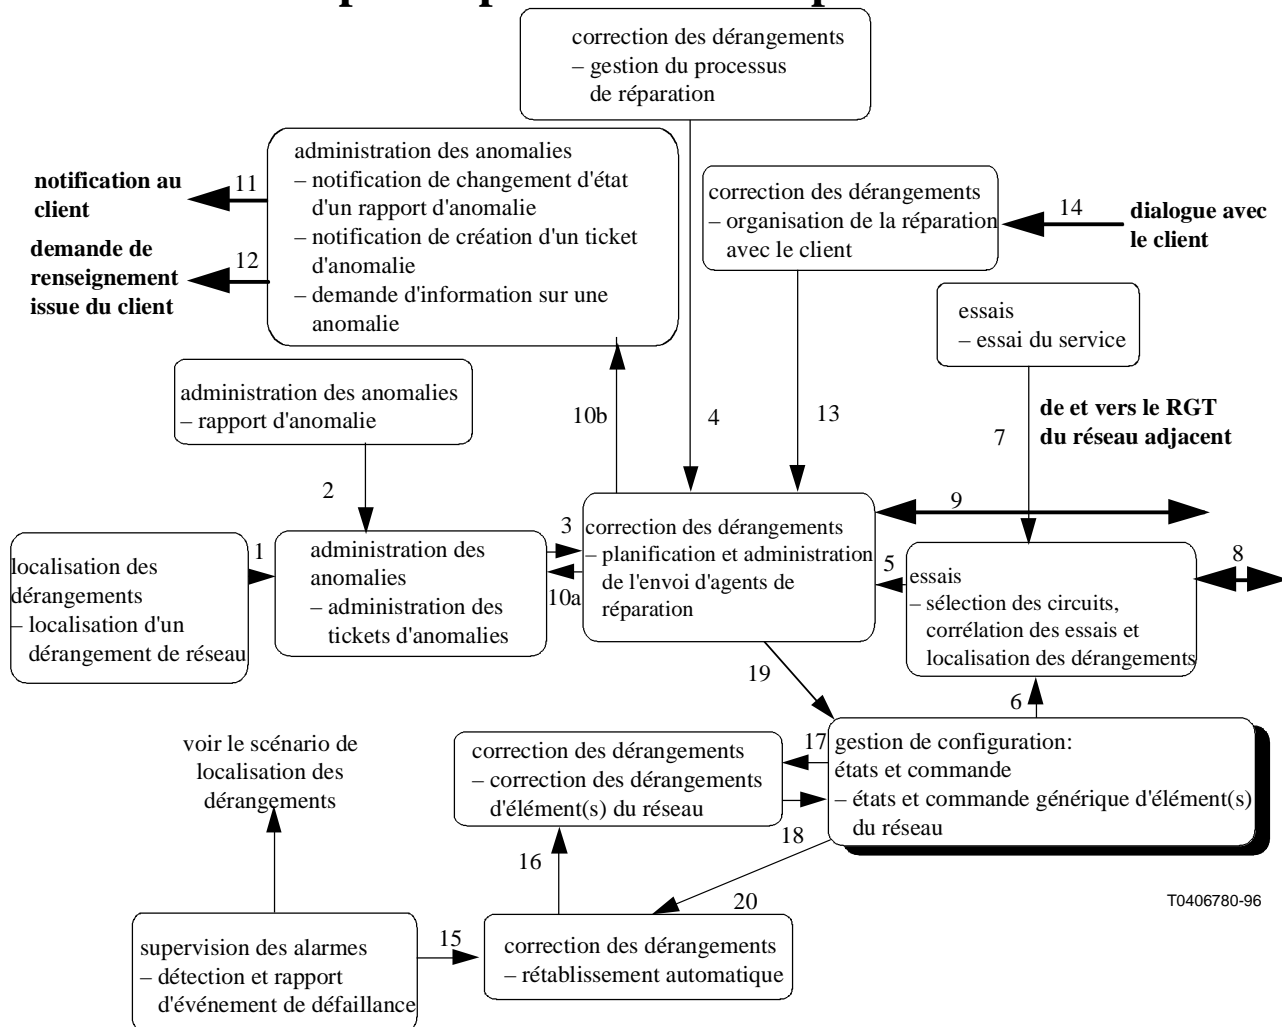 correction des dérangements
– gestion du processus
de réparation
administration des anomalies
– notification de changement d'état
d'un rapport d'anomalie
– notification de création d'un ticket
d'anomalie
– demande d'information sur une
anomalie
notification au
client
11
demande de
renseignement
issue du client
12
correction des dérangements
– organisation de la réparation
avec le client
14
dialogue avec
le client
essais
– essai du service
administration des anomalies
– rapport d'anomalie
10b
4
13
7
de et vers le RGT
du réseau adjacent
2
9
localisation des
dérangements
– localisation d'un
dérangement de réseau
1
administration des
anomalies
– administration des
tickets d'anomalies
3
10a
correction des dérangements
– planification et administration
de l'envoi d'agents de
réparation
5
essais
– sélection des circuits,
corrélation des essais et
localisation des dérangements
8
19
6
voir le scénario de
localisation des
dérangements
correction des dérangements
– correction des dérangements
d'élément(s) du réseau
17
gestion de configuration:
états et commande
– états et commande générique d'élément(s)
du réseau
18
16
20
supervision des alarmes
– détection et rapport
d'événement de défaillance
15
correction des dérangements
– rétablissement automatique
T0406780-96